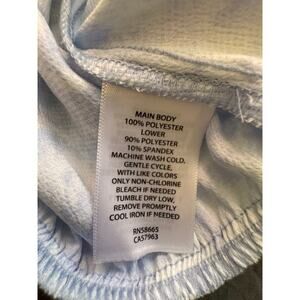 MAIN BODY
100% POLYESTER
LOWER
90% POLYESTER
10% SPANDEX
MACHINE WASH COLD,
GENTLE CYCLE,
WITH LIKE COLORS
ONLY NON-CHLORINE
BLEACH IF NEEDED
TUMBLE DRY LOW,
REMOVE PROMPTLY
COOL IRON IF NEEDED
RN58665
CA57963